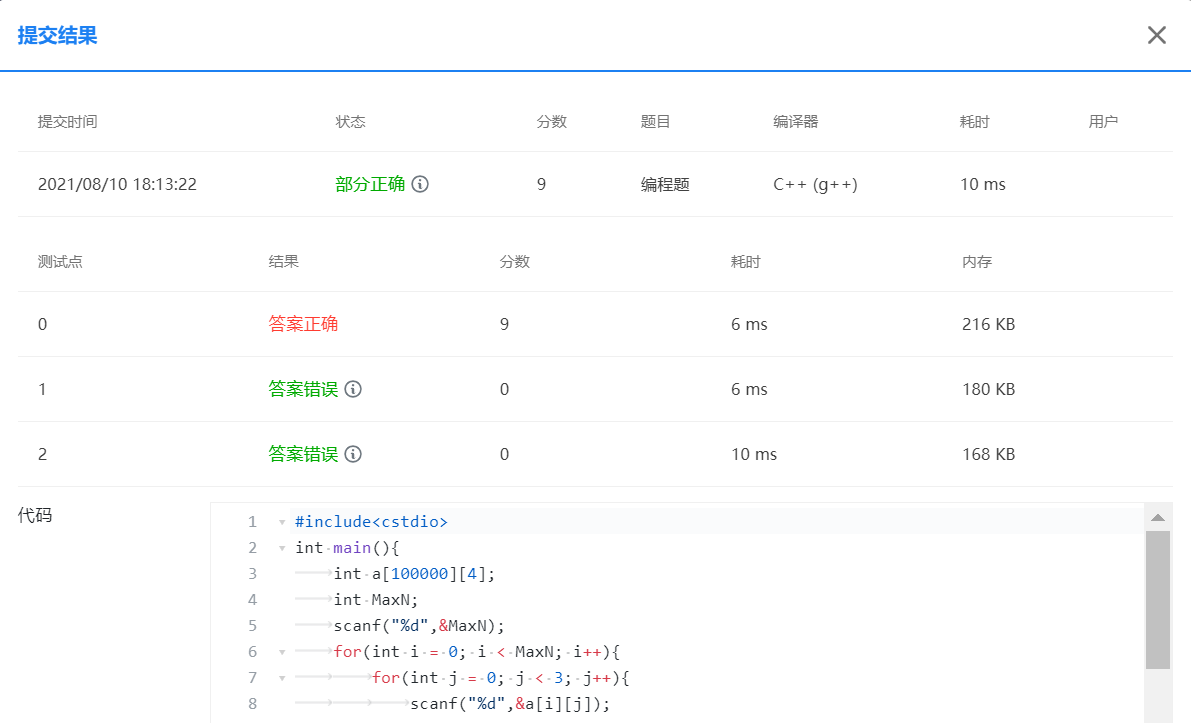 提交结果
提交时间 状态 分数 题目 编译器 耗时 用户
2021/08/10 18:13:22 部分正确 9 编程题 C++ (g++) 10 ms
测试点 结果 分数 耗时 内存
0 答案正确 9 6 ms 216 KB
1 答案错误 0 6 ms 180 KB
2 答案错误 0 10 ms 168 KB
代码
1 #include<cstdio>
2 int main(){
3 int a[100000][4];
4 int MaxN;
5 scanf("%d",&MaxN);
6 for(int i = 0; i < MaxN; i++){
7 for(int j = 0; j < 3; j++){
8 scanf("%d",&a[i][j]);